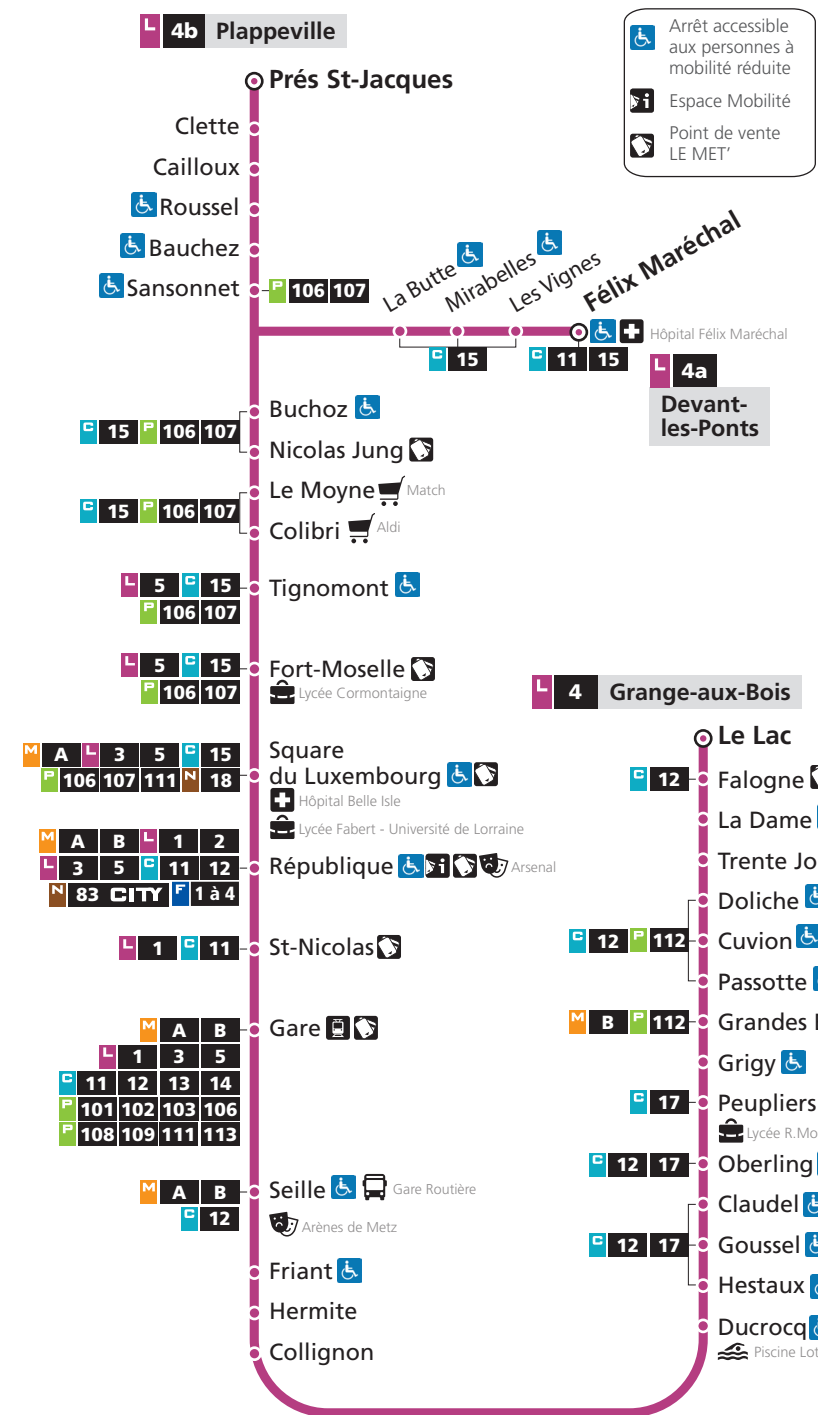 L 4b Plappeville
Arrêt accessible
aux personnes à
mobilité réduite
Espace Mobilité
Point de vente
LE MET'
Prés St-Jacques
Clette
Cailloux
Roussel
Bauchez
Sansonnet
P 106 107
La Butte
Mirabelles
Les Vignes
Félix Maréchal
Hôpital Félix Maréchal
C 15
C 11 15
L 4a
Devant-
les-Ponts
Buchoz
C 15 P 106 107
Nicolas Jung
Le Moyne Match
C 15 P 106 107
Colibri Aldi
L 5 C 15
P 106 107
Tignomont
L 5 C 15
P 106 107
Fort-Moselle
Lycée Cormontaigne
M A L 3 5 C 15
P 106 107 111 N 18
Square
du Luxembourg
Hôpital Belle Isle
Lycée Fabert - Université de Lorraine
M A B L 1 2
L 3 5 C 11 12
N 83 CITY F 1 à 4
République Arsenal
L 1 C 11
St-Nicolas
M A B
L 1 3 5
C 11 12 13 14
P 101 102 103 106
P 108 109 111 113
Gare
M A B
C 12
Seille Gare Routière
Arènes de Metz
Friant
Hermite
Collignon
L 4 Grange-aux-Bois
Le Lac
C 12 Falogne
La Dame
Trente Jo
Doliche
C 12 P 112 Cuvion
Passotte
M B P 112 Grandes
Grigy
C 17 Peupliers
Lycée R.Mo
C 12 17 Oberling
Claudel
C 12 17 Goussel
Hestaux
Ducrocq
Piscine Lot